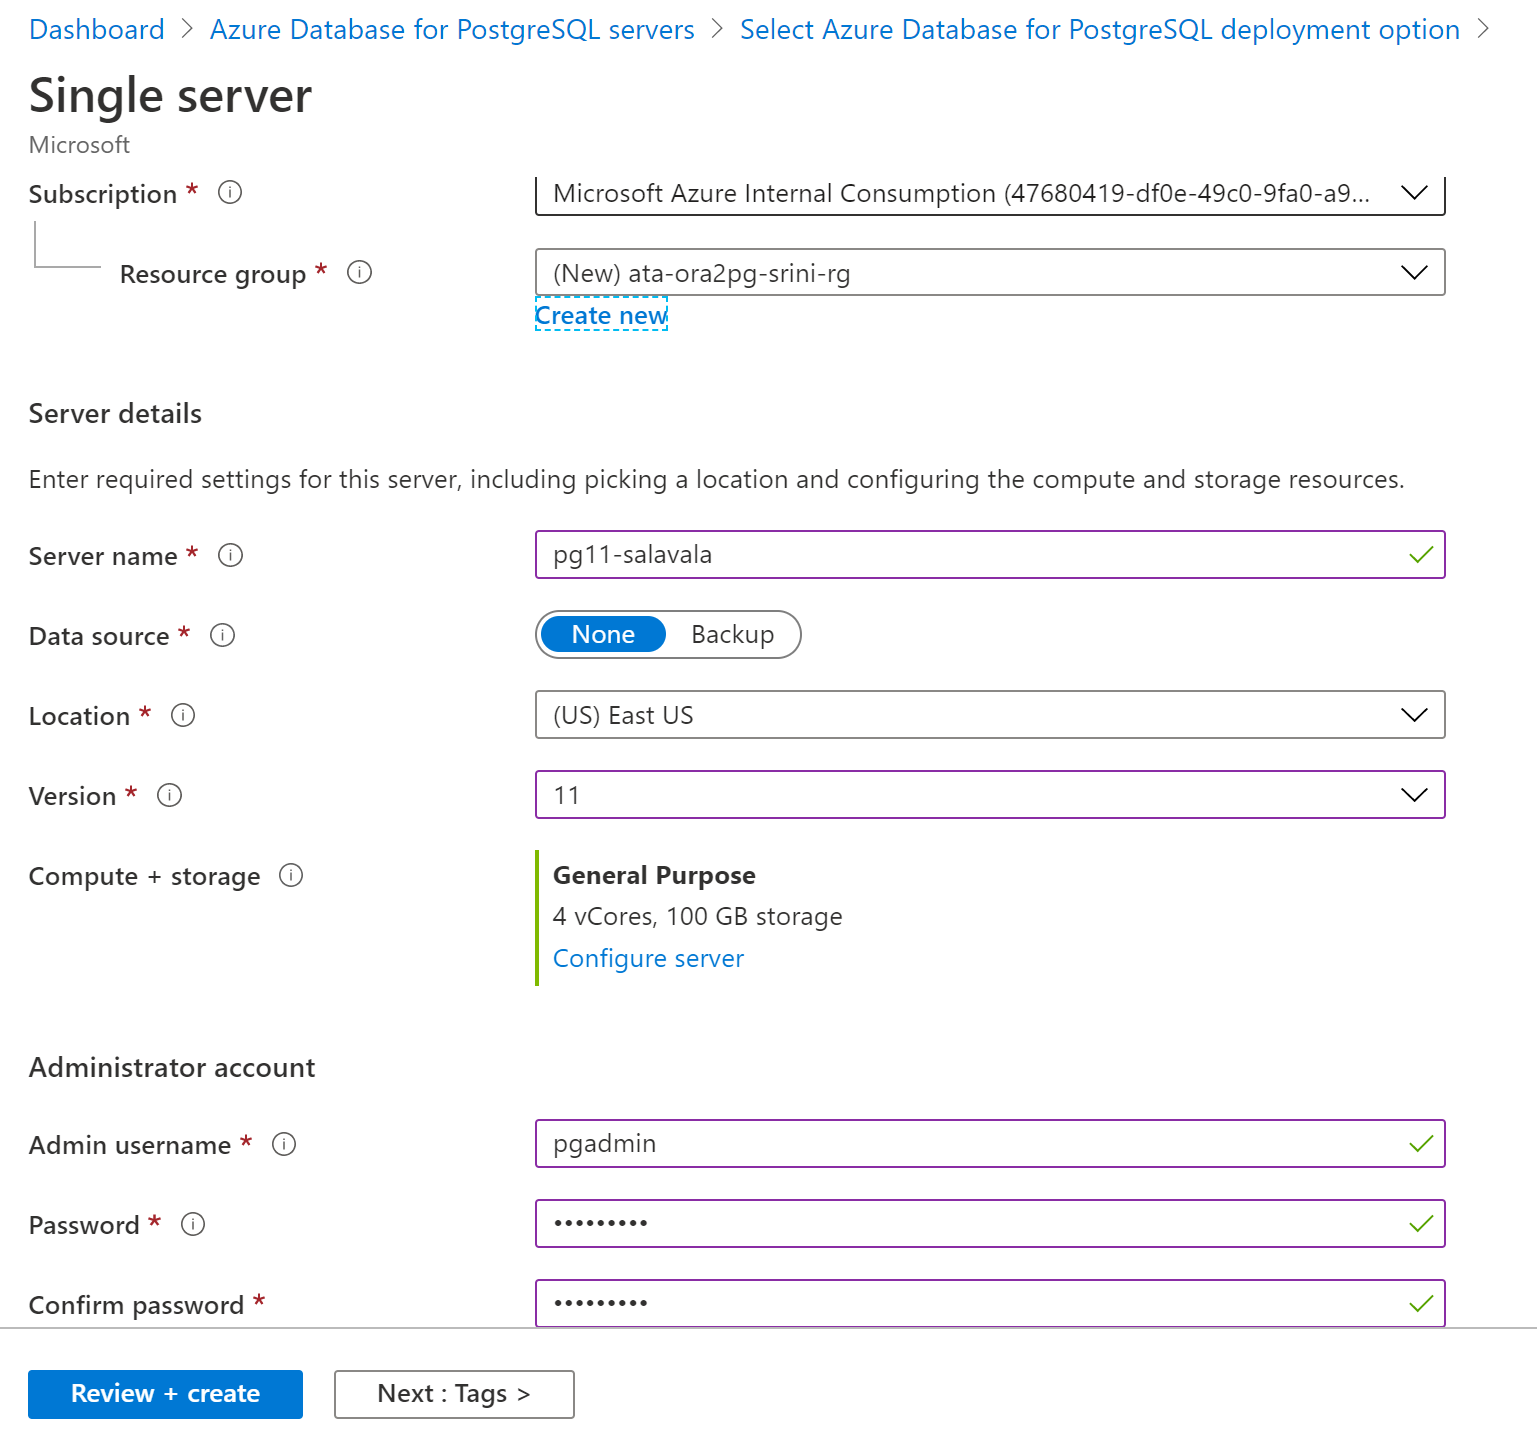 Dashboard > Azure Database for PostgreSQL servers > Select Azure Database for PostgreSQL deployment option >
Single server
Microsoft
Subscription * Microsoft Azure Internal Consumption (47680419-df0e-49c0-9fa0-a9...
Resource group * (New) ata-ora2pg-srini-rg
Create new
Server details
Enter required settings for this server, including picking a location and configuring the compute and storage resources.
Server name * pg11-salavala
Data source * None Backup
Location * (US) East US
Version * 11
Compute + storage General Purpose
4 vCores, 100 GB storage
Configure server
Administrator account
Admin username * pgadmin
Password * •••••••••
Confirm password * •••••••••
Review + create Next : Tags >